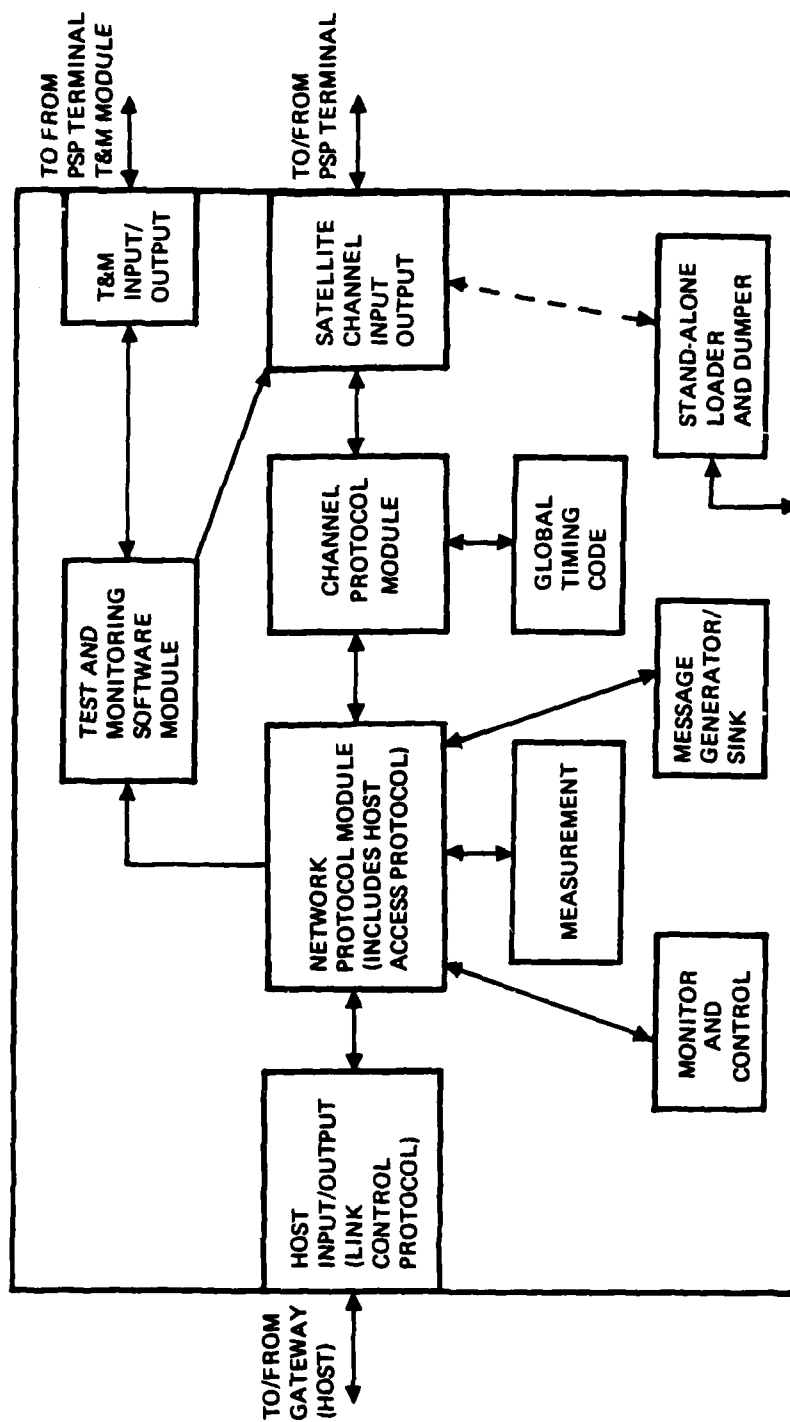 TO FROM
PSP TERMINAL
T&M MODULE
T&M
INPUT/
OUTPUT
TEST AND
MONITORING
SOFTWARE
MODULE
TO/FROM
GATEWAY
(HOST)
HOST
INPUT/OUTPUT
(LINK
CONTROL
PROTOCOL)
NETWORK
PROTOCOL MODULE
(INCLUDES HOST
ACCESS PROTOCOL)
CHANNEL
PROTOCOL
MODULE
SATELLITE
CHANNEL
INPUT
OUTPUT
TO/FROM
PSP TERMINAL
MEASUREMENT
GLOBAL
TIMING
CODE
MONITOR
AND
CONTROL
MESSAGE
GENERATOR/
SINK
STAND-ALONE
LOADER
AND DUMPER